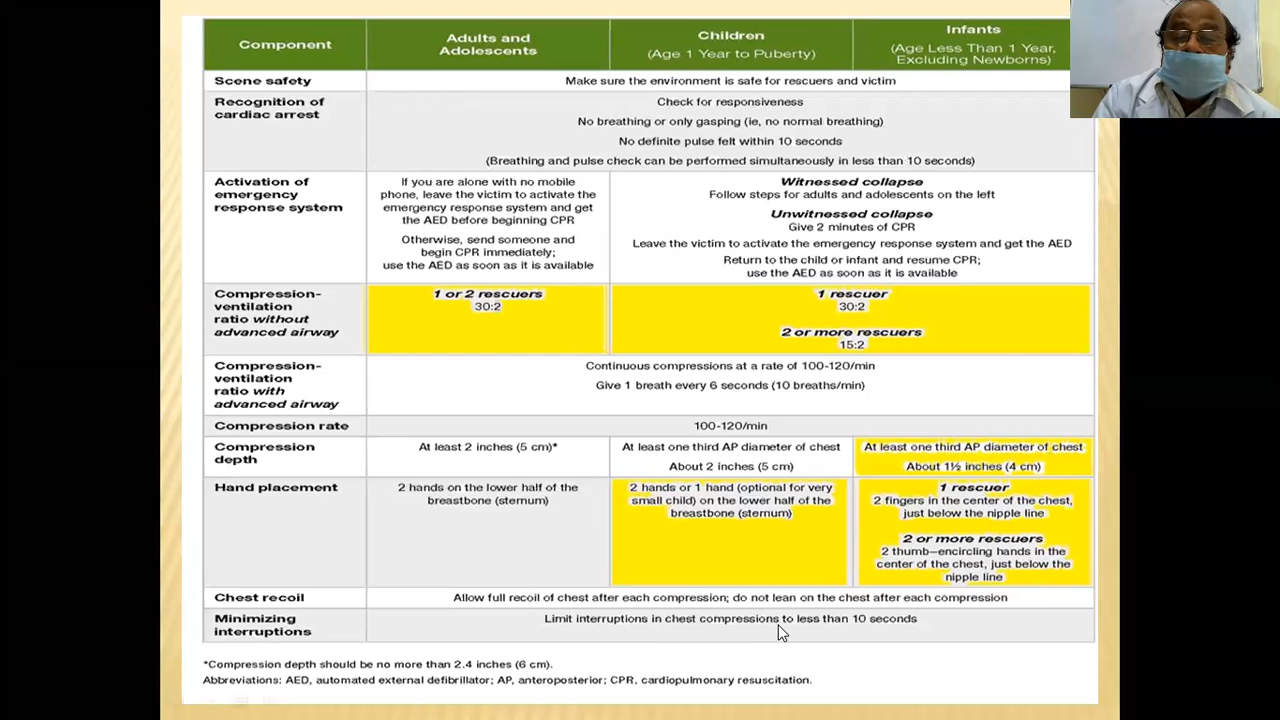 Component
Adults and
Adolescents
Children
(Age 1 Year to Puberty)
Infants
(Age Less Than 1 Year,
Excluding Newborns)
Scene safety
Make sure the environment is safe for rescuers and victim
Recognition of
cardiac arrest
Check for responsiveness
No breathing or only gasping (ie, no normal breathing)
No definite pulse felt within 10 seconds
(Breathing and pulse check can be performed simultaneously in less than 10 seconds)
Activation of
emergency
response system
If you are alone with no mobile
phone, leave the victim to activate the
emergency response system and get
the AED before beginning CPR
Otherwise, send someone and
begin CPR immediately;
use the AED as soon as it is available
Witnessed collapse
Follow steps for adults and adolescents on the left
Unwitnessed collapse
Give 2 minutes of CPR
Leave the victim to activate the emergency response system and get the AED
Return to the child or infant and resume CPR;
use the AED as soon as it is available
Compression-
ventilation
ratio without
advanced airway
1 or 2 rescuers
30:2
1 rescuer
30:2
2 or more rescuers
15:2
Compression-
ventilation
ratio with
advanced airway
Continuous compressions at a rate of 100-120/min
Give 1 breath every 6 seconds (10 breaths/min)
Compression rate
100-120/min
Compression
depth
At least 2 inches (5 cm)*
At least one third AP diameter of chest
About 2 inches (5 cm)
At least one third AP diameter of chest
About 1½ inches (4 cm)
Hand placement
2 hands on the lower half of the
breastbone (sternum)
2 hands or 1 hand (optional for very
small child) on the lower half of the
breastbone (sternum)
1 rescuer
2 fingers in the center of the chest,
just below the nipple line
2 or more rescuers
2 thumb–encircling hands in the
center of the chest, just below the
nipple line
Chest recoil
Allow full recoil of chest after each compression; do not lean on the chest after each compression
Minimizing
interruptions
Limit interruptions in chest compressions to less than 10 seconds
*Compression depth should be no more than 2.4 inches (6 cm).
Abbreviations: AED, automated external defibrillator; AP, anteroposterior; CPR, cardiopulmonary resuscitation.